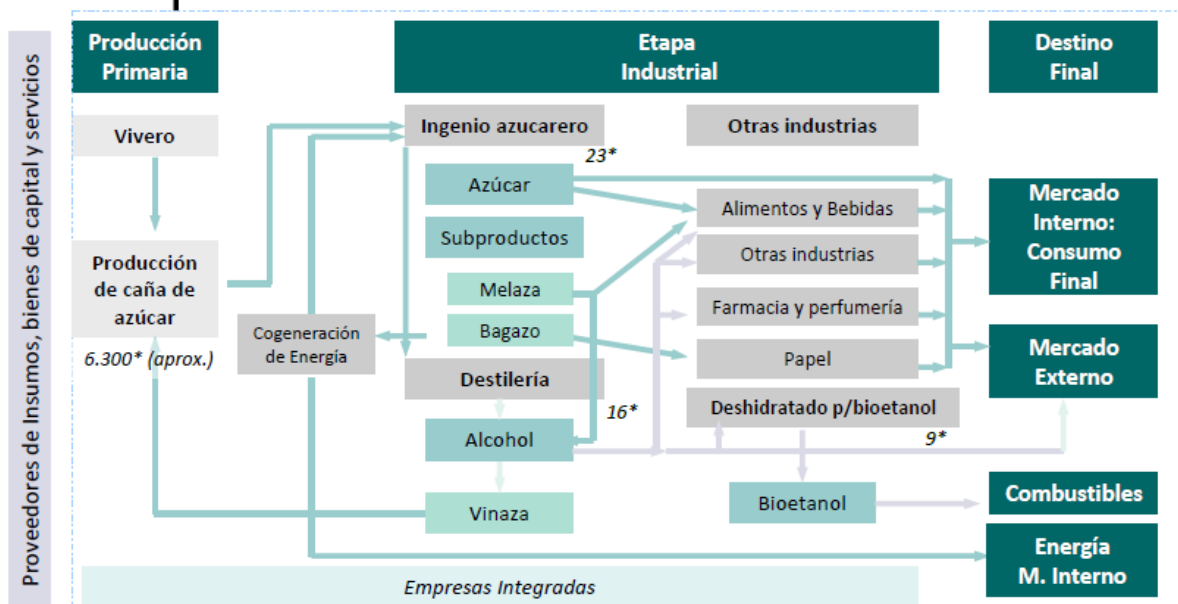 Proveedores de Insumos, bienes de capital y servicios
Producción
Primaria
Etapa
Industrial
Destino
Final
Vivero
Ingenio azucarero
Otras industrias
23*
Azúcar
Alimentos y Bebidas
Mercado
Interno:
Consumo
Final
Subproductos
Otras industrias
Producción
de caña de
azúcar
Melaza
Farmacia y perfumería
Cogeneración
de Energía
Bagazo
Papel
Mercado
Externo
6.300* (aprox.)
Destilería
Deshidratado p/bioetanol
16*
9*
Alcohol
Vinaza
Bioetanol
Combustibles
Energía
M. Interno
Empresas Integradas